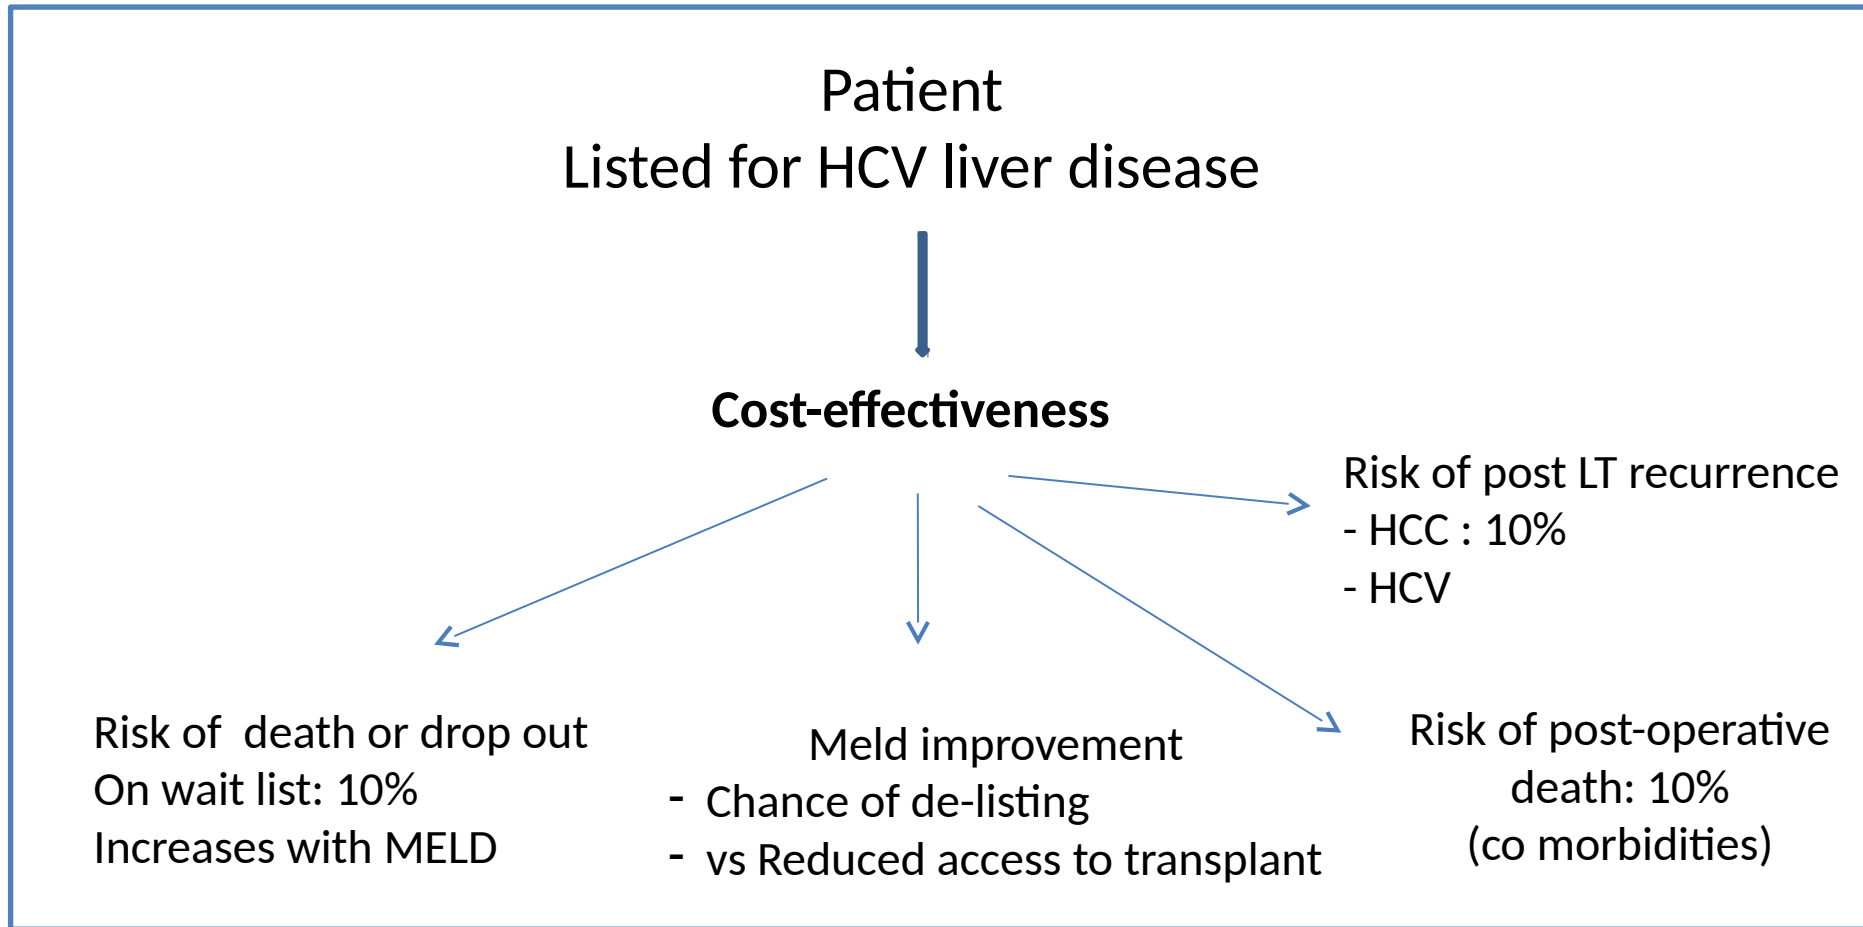 Patient
Listed for HCV liver disease
Cost-effectiveness
Risk of post LT recurrence
- HCC : 10%
- HCV
Risk of  death or drop out
On wait list: 10%
Increases with MELD
Meld improvement
- Chance of de-listing
- vs Reduced access to transplant
Risk of post-operative
death: 10%
(co morbidities)